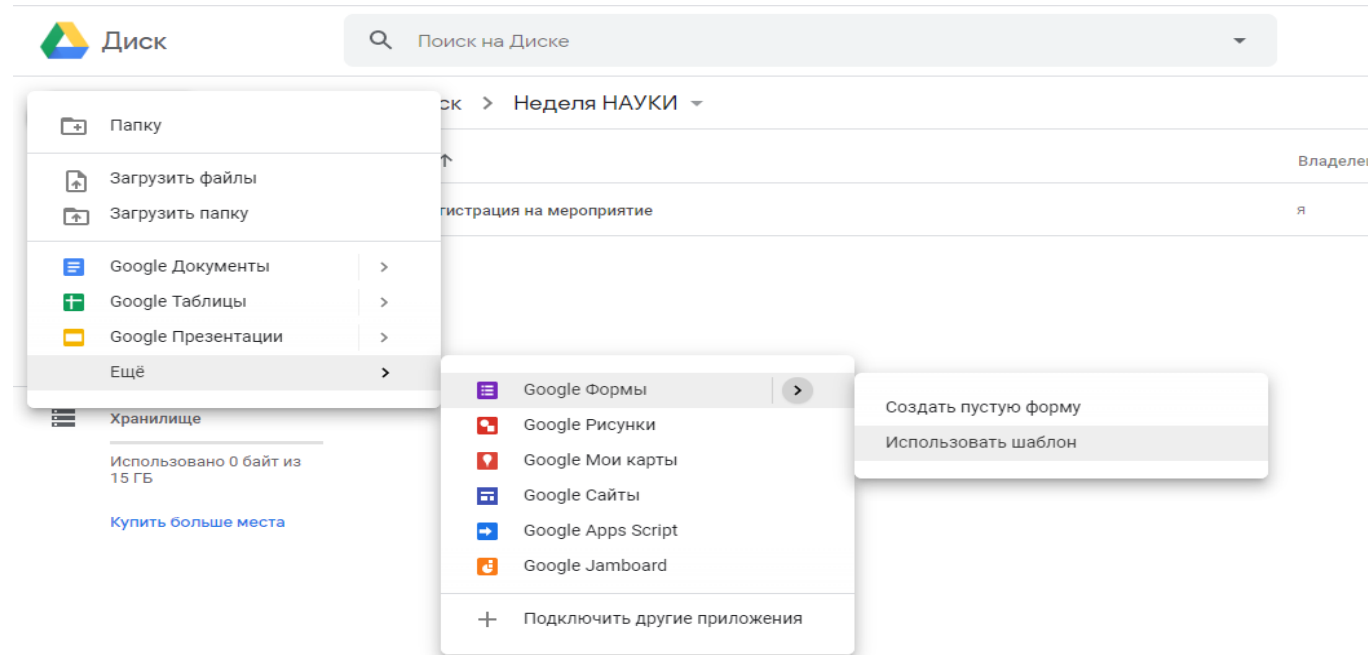 Диск
Поиск на Диске
ск > Неделя НАУКИ
Папку
Загрузить файлы
Загрузить папку
Владелец
гистрация на мероприятие
я
Google Документы
Google Таблицы
Google Презентации
Ещё
Google Формы
Google Рисунки
Google Мои карты
Google Сайты
Google Apps Script
Google Jamboard
Подключить другие приложения
Создать пустую форму
Использовать шаблон
Хранилище
Использовано 0 байт из
15 ГБ
Купить больше места